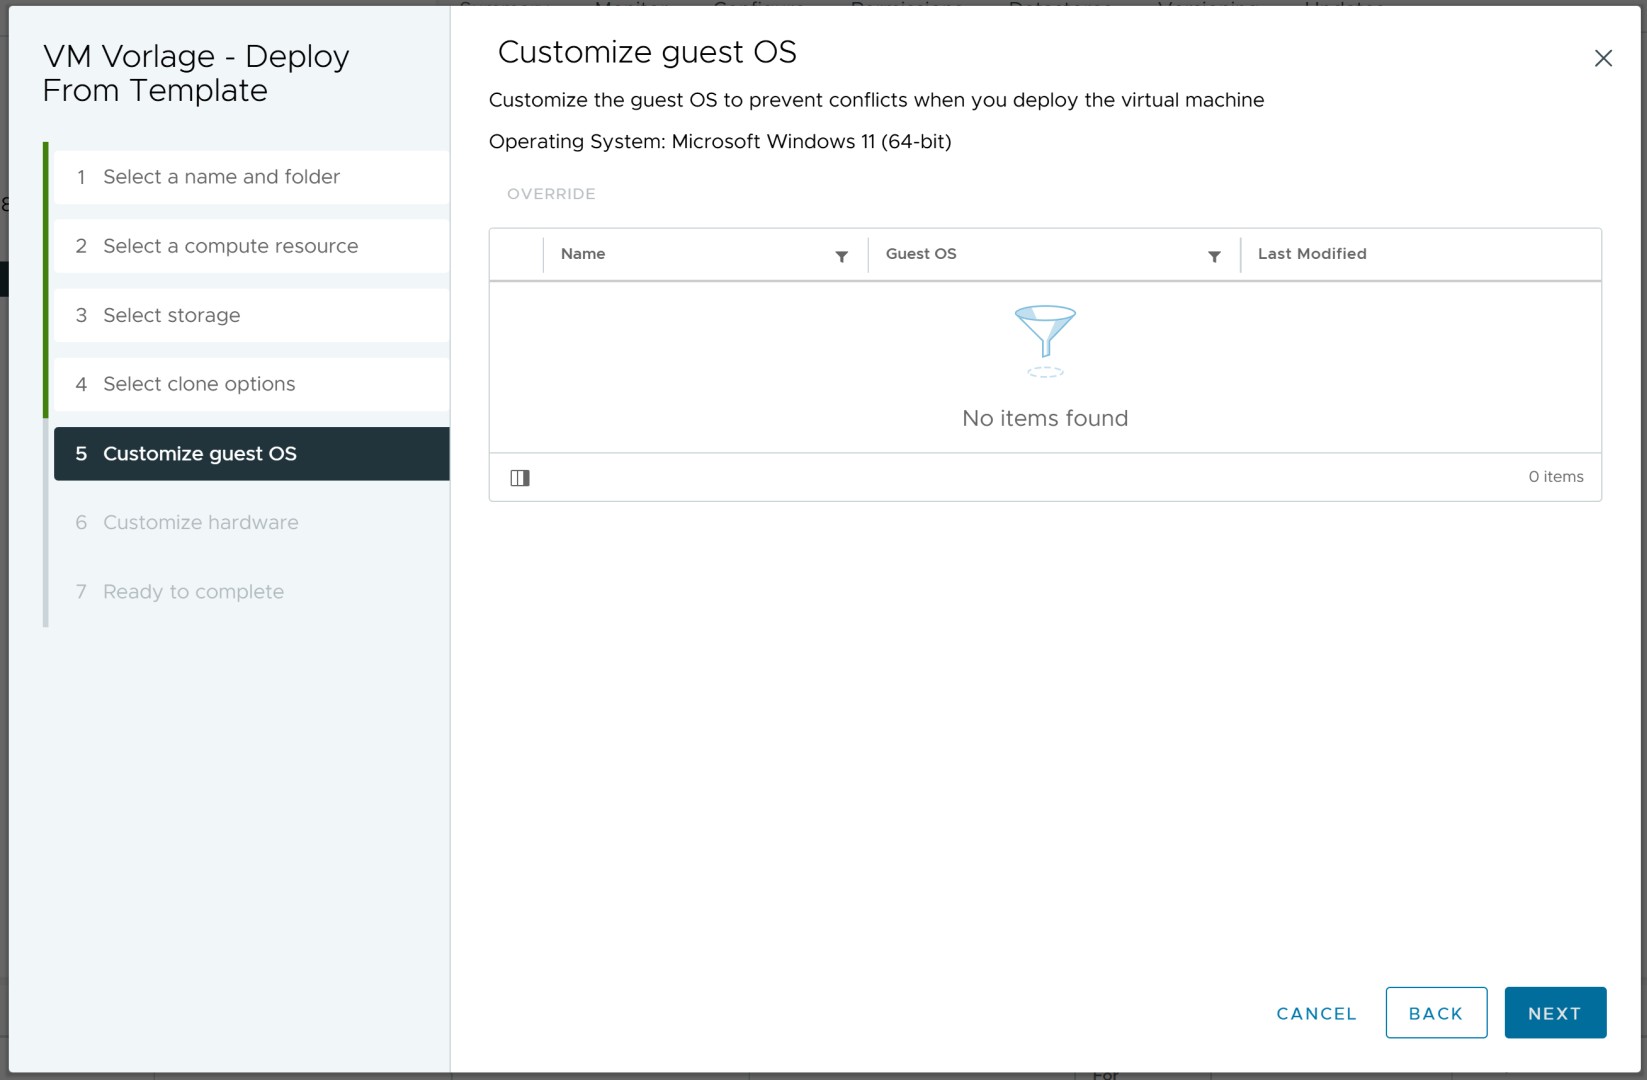 VM Vorlage - Deploy
From Template
1 Select a name and folder
2 Select a compute resource
3 Select storage
4 Select clone options
5 Customize guest OS
6 Customize hardware
7 Ready to complete
Customize guest OS
Customize the guest OS to prevent conflicts when you deploy the virtual machine
Operating System: Microsoft Windows 11 (64-bit)
OVERRIDE
Name Guest OS Last Modified
No items found
0 items
CANCEL BACK NEXT